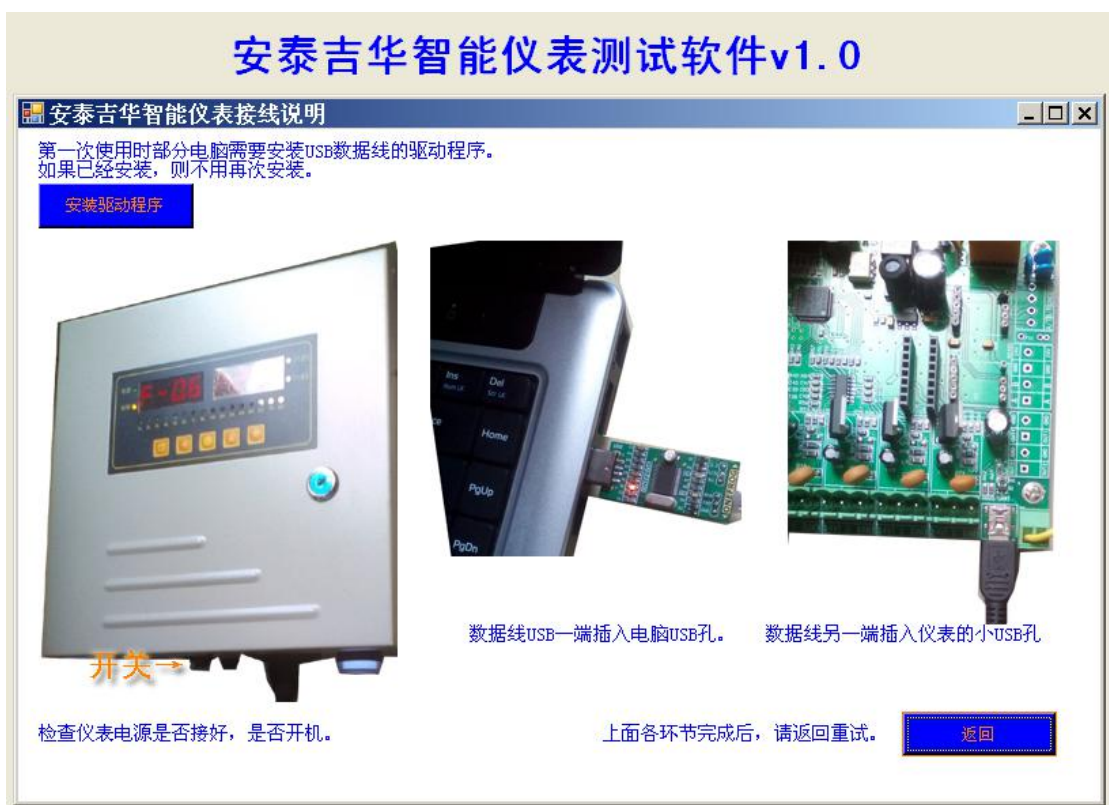 安泰吉华智能仪表测试软件v1.0
安泰吉华智能仪表接线说明
第一次使用时部分电脑需要安装USB数据线的驱动程序。
如果已经安装，则不用再次安装。
安装驱动程序
Ins
Del
Home
PgUp
PgDn
数据线USB一端插入电脑USB孔。
数据线另一端插入仪表的小USB孔
开关→
检查仪表电源是否接好，是否开机。
上面各环节完成后，请返回重试。
返回